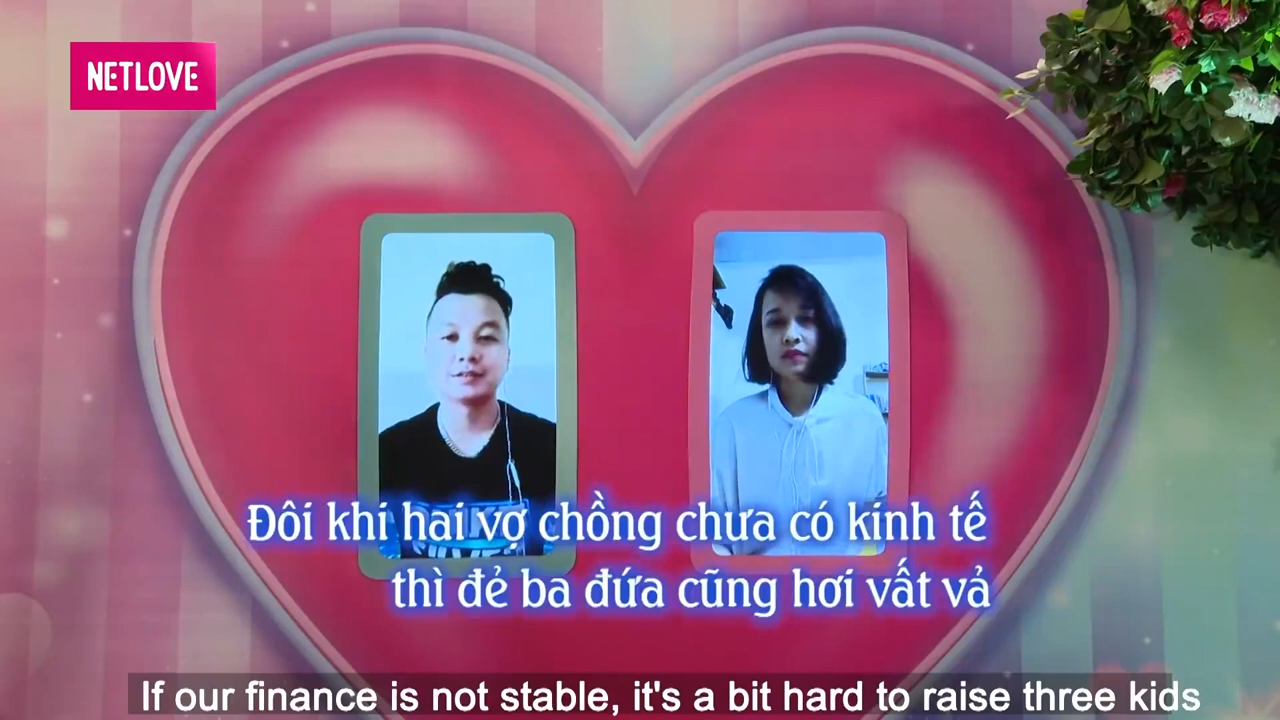 NETLOVE
Đôi khi hai vợ chồng chưa có kinh tế
thì đẻ ba đứa cũng hơi vất vả
If our finance is not stable, it's a bit hard to raise three kids